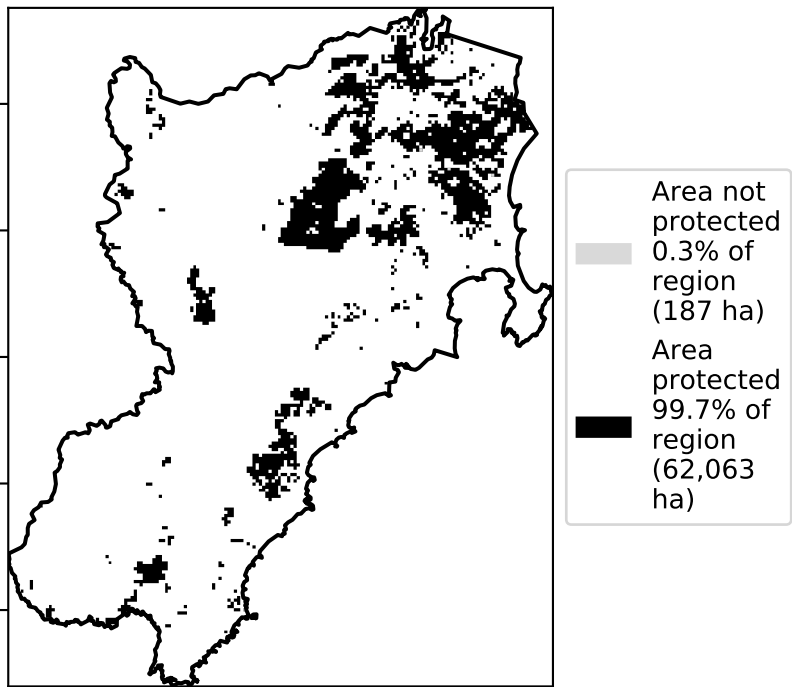 Area not
protected
0.3% of
region
(187 ha)
Area
protected
99.7% of
region
(62,063
ha)